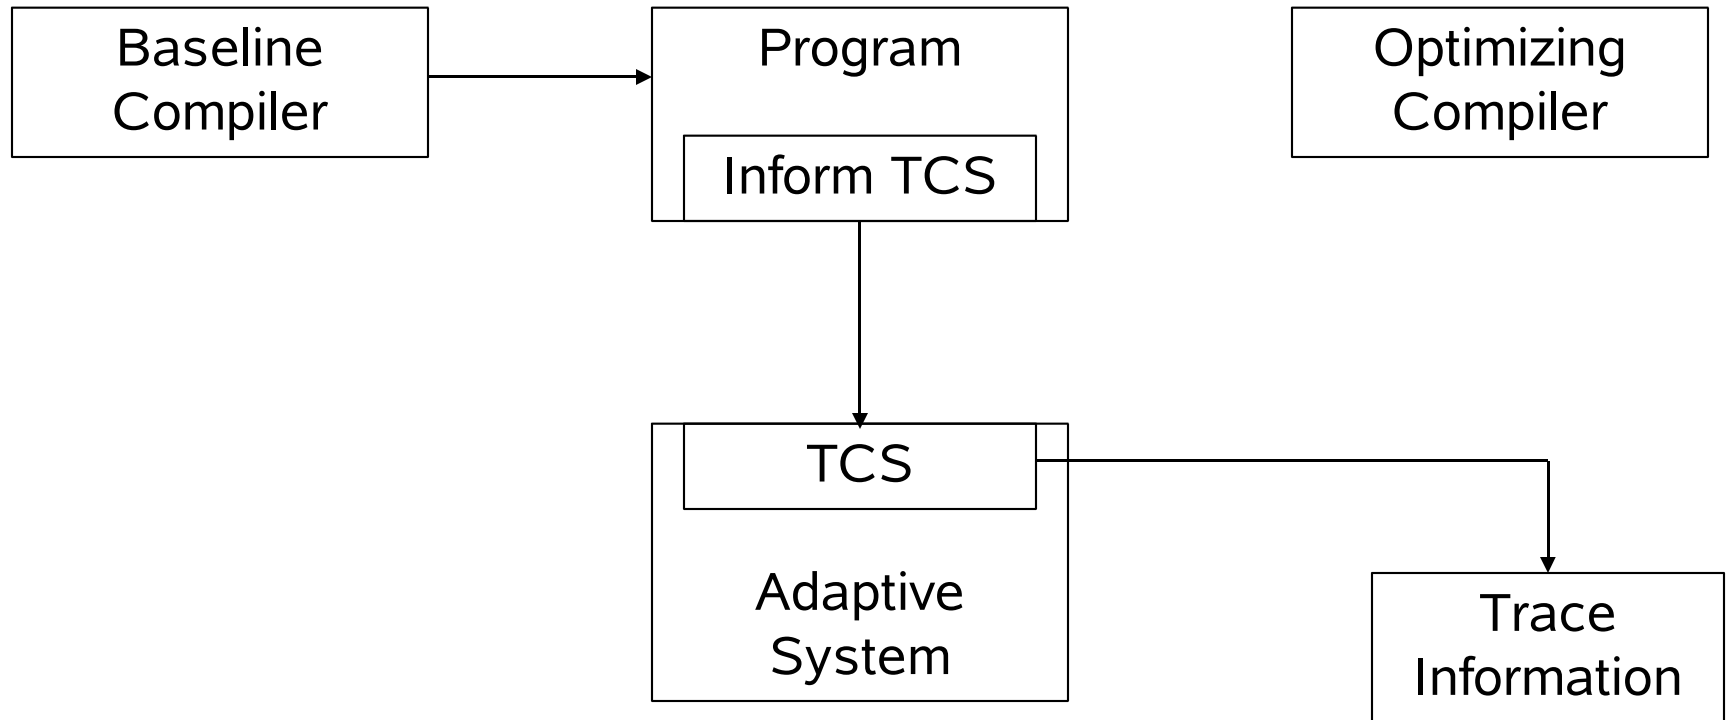 Baseline
Compiler
Program
Inform TCS
Optimizing
Compiler
TCS
Adaptive
System
Trace
Information